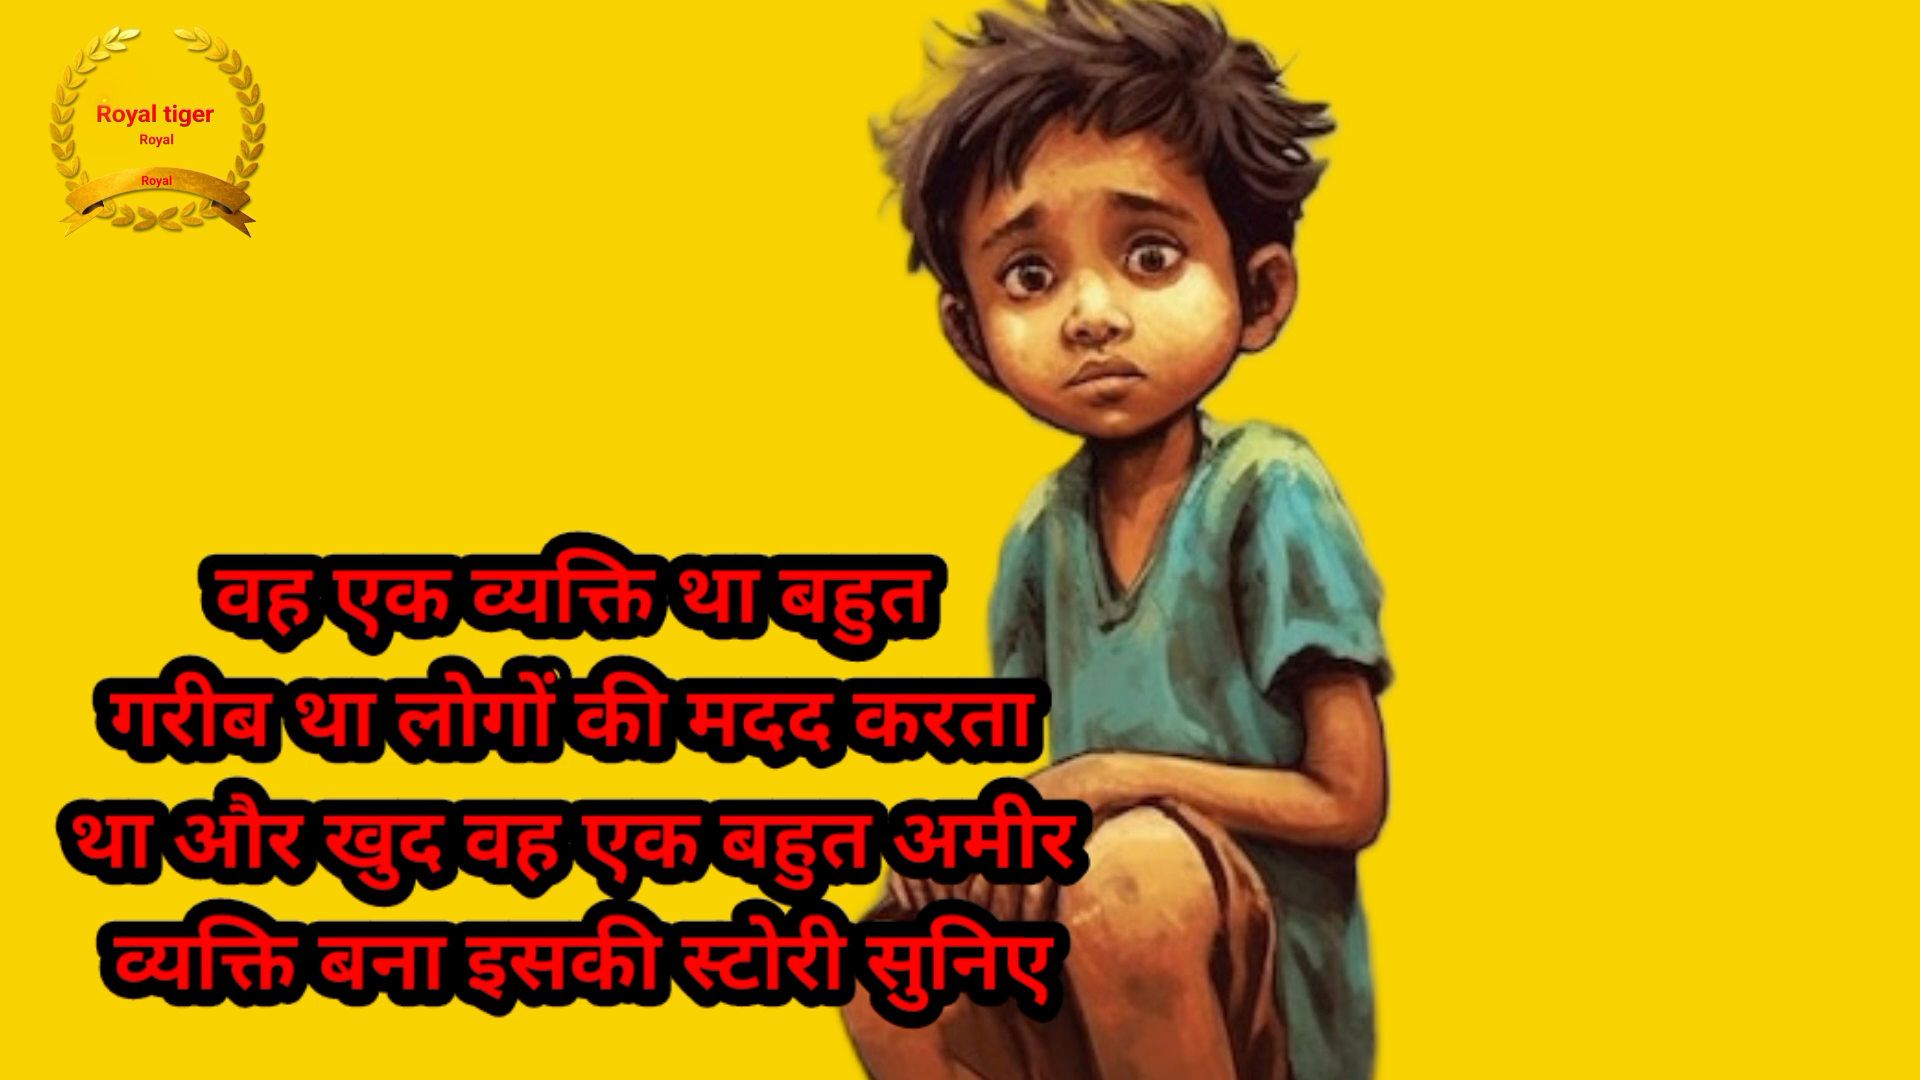 Royal tiger
Royal
Royal
वह एक व्यक्ति था बहुत
गरीब था लोगों की मदद करता
था और खुद वह एक बहुत अमीर
व्यक्ति बना इसकी स्टोरी सुनिए